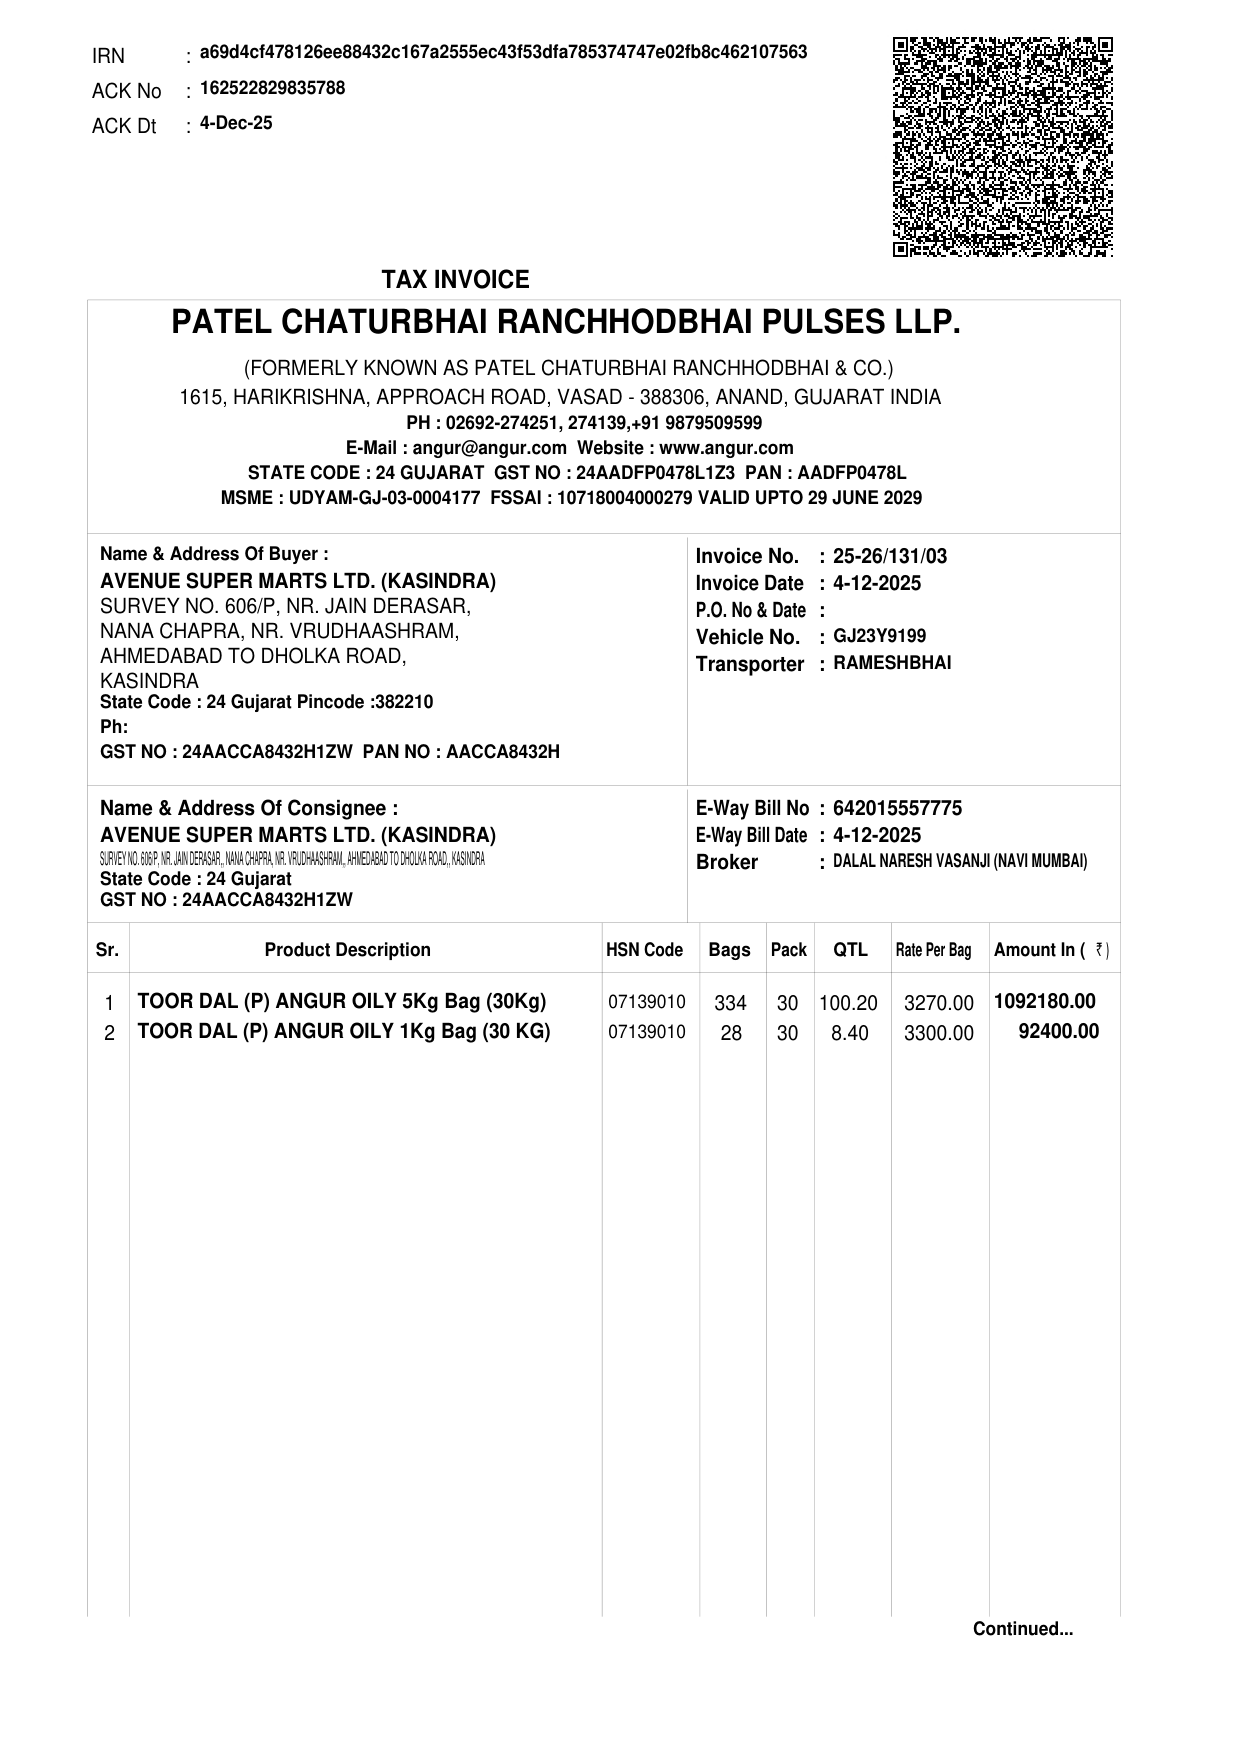 IRN : a69d4cf478126ee88432c167a2555ec43f53dfa785374747e02fb8c462107563
ACK No : 162522829835788
ACK Dt : 4-Dec-25
TAX INVOICE
PATEL CHATURBHAI RANCHHODBHAI PULSES LLP.
(FORMERLY KNOWN AS PATEL CHATURBHAI RANCHHODBHAI & CO.)
1615, HARIKRISHNA, APPROACH ROAD, VASAD - 388306, ANAND, GUJARAT INDIA
PH : 02692-274251, 274139,+91 9879509599
E-Mail : angur@angur.com Website : www.angur.com
STATE CODE : 24 GUJARAT GST NO : 24AADFP0478L1Z3 PAN : AADFP0478L
MSME : UDYAM-GJ-03-0004177 FSSAI : 10718004000279 VALID UPTO 29 JUNE 2029
Name & Address Of Buyer :
AVENUE SUPER MARTS LTD. (KASINDRA)
SURVEY NO. 606/P, NR. JAIN DERASAR,
NANA CHAPRA, NR. VRUDHAASHRAM,
AHMEDABAD TO DHOLKA ROAD,
KASINDRA
State Code : 24 Gujarat Pincode :382210
Ph:
GST NO : 24AACCA8432H1ZW PAN NO : AACCA8432H
Invoice No. : 25-26/131/03
Invoice Date : 4-12-2025
P.O. No & Date :
Vehicle No. : GJ23Y9199
Transporter : RAMESHBHAI
Name & Address Of Consignee :
AVENUE SUPER MARTS LTD. (KASINDRA)
SURVEY NO. 606/P, NR. JAIN DERASAR,, NANA CHAPRA, NR. VRUDHAASHRAM,, AHMEDABAD TO DHOLKA ROAD,, KASINDRA
State Code : 24 Gujarat
GST NO : 24AACCA8432H1ZW
E-Way Bill No : 642015557775
E-Way Bill Date : 4-12-2025
Broker : DALAL NARESH VASANJI (NAVI MUMBAI)
Sr. Product Description HSN Code Bags Pack QTL Rate Per Bag Amount In ( ₹ )
1 TOOR DAL (P) ANGUR OILY 5Kg Bag (30Kg) 07139010 334 30 100.20 3270.00 1092180.00
2 TOOR DAL (P) ANGUR OILY 1Kg Bag (30 KG) 07139010 28 30 8.40 3300.00 92400.00
Continued...